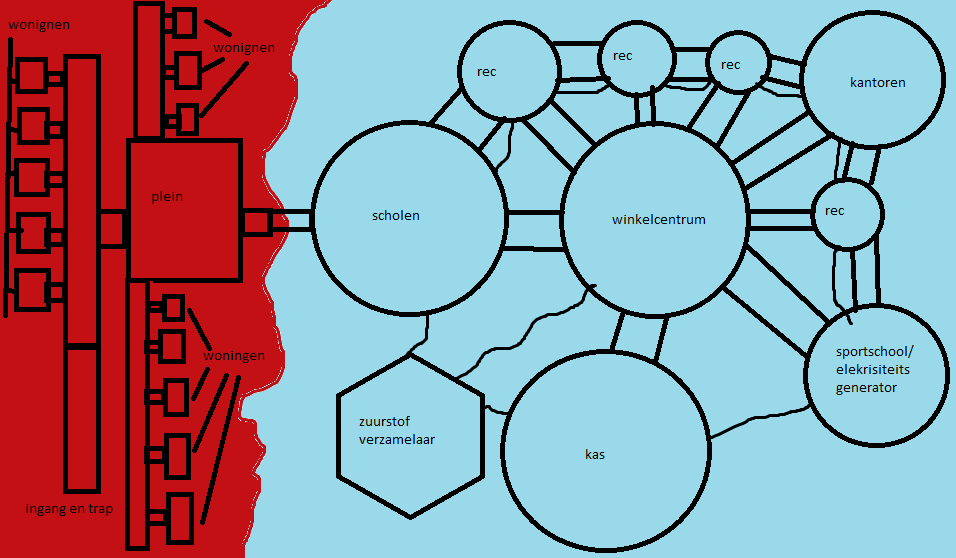 wonignen
wonignen
plein
woningen
ingang en trap
rec
rec
rec
kantoren
scholen
winkelcentrum
rec
sportschool/
elekrisiteits
generator
zuurstof
verzamelaar
kas